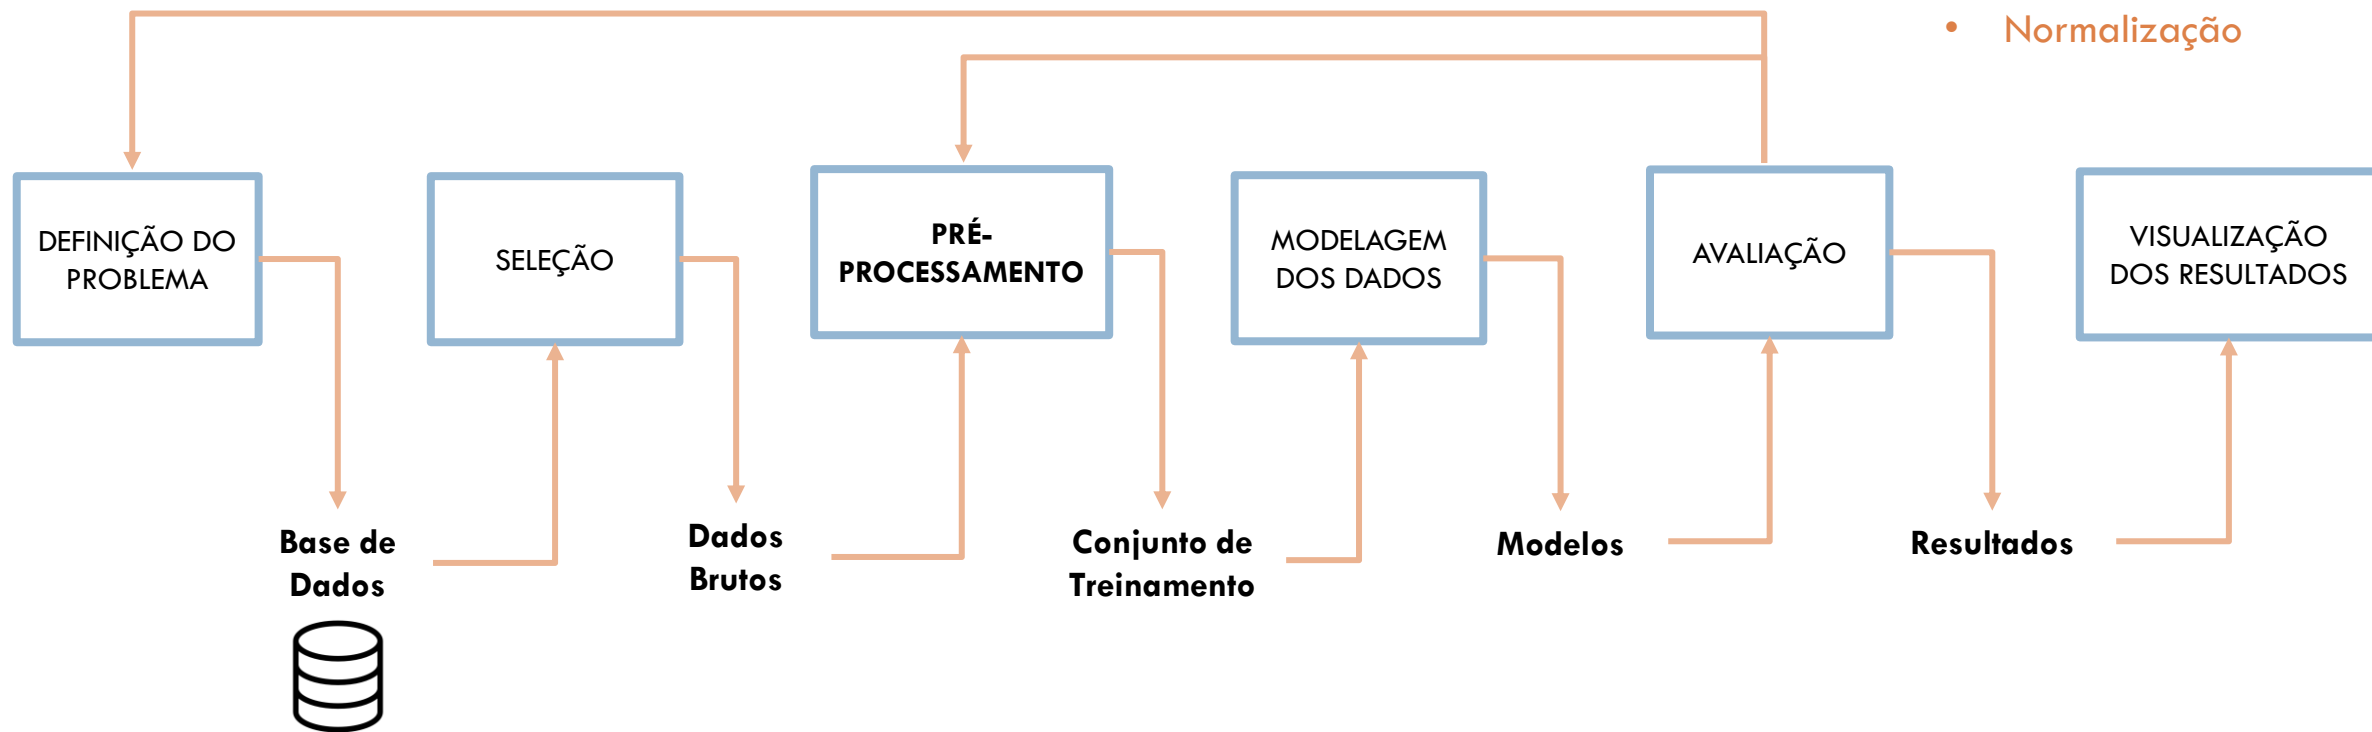 • Normalização
DEFINIÇÃO DO
PROBLEMA
SELEÇÃO
PRÉ-
PROCESSAMENTO
MODELAGEM
DOS DADOS
AVALIAÇÃO
VISUALIZAÇÃO
DOS RESULTADOS
Base de
Dados
Dados
Brutos
Conjunto de
Treinamento
Modelos
Resultados